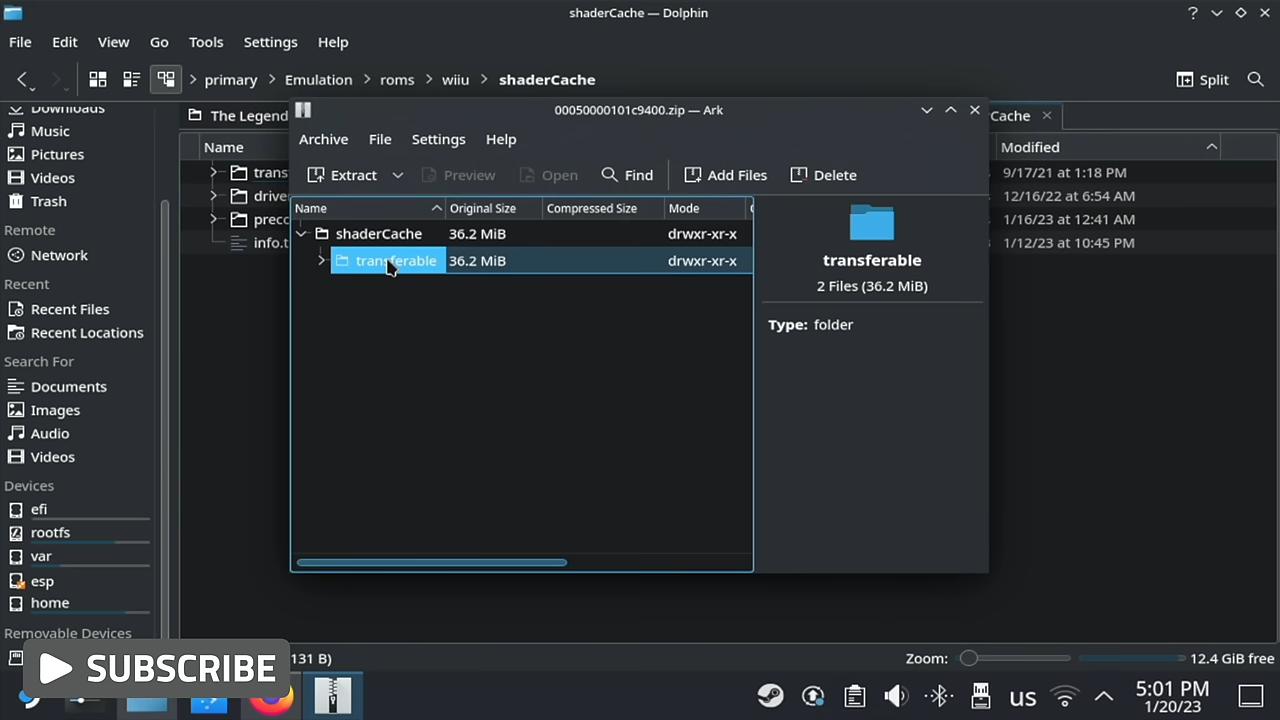 shaderCache — Dolphin
File Edit View Go Tools Settings Help
primary Emulation roms wiiu shaderCache Split
The Legend
Cache
Name Modified
trans 9/17/21 at 1:18 PM
drive 12/16/22 at 6:54 AM
preco 1/16/23 at 12:41 AM
info.t 1/12/23 at 10:45 PM
Downloads
Music
Pictures
Videos
Trash
Remote
Network
Recent
Recent Files
Recent Locations
Search For
Documents
Images
Audio
Videos
Devices
efi
rootfs
var
esp
home
Removable Devices
00050000101c9400.zip — Ark
Archive File Settings Help
Extract Preview Open Find Add Files Delete
Name Original Size Compressed Size Mode
shaderCache 36.2 MiB drwxr-xr-x
transferable 36.2 MiB drwxr-xr-x
transferable
2 Files (36.2 MiB)
Type: folder
131 B) Zoom: 12.4 GiB free
SUBSCRIBE
us
5:01 PM
1/20/23